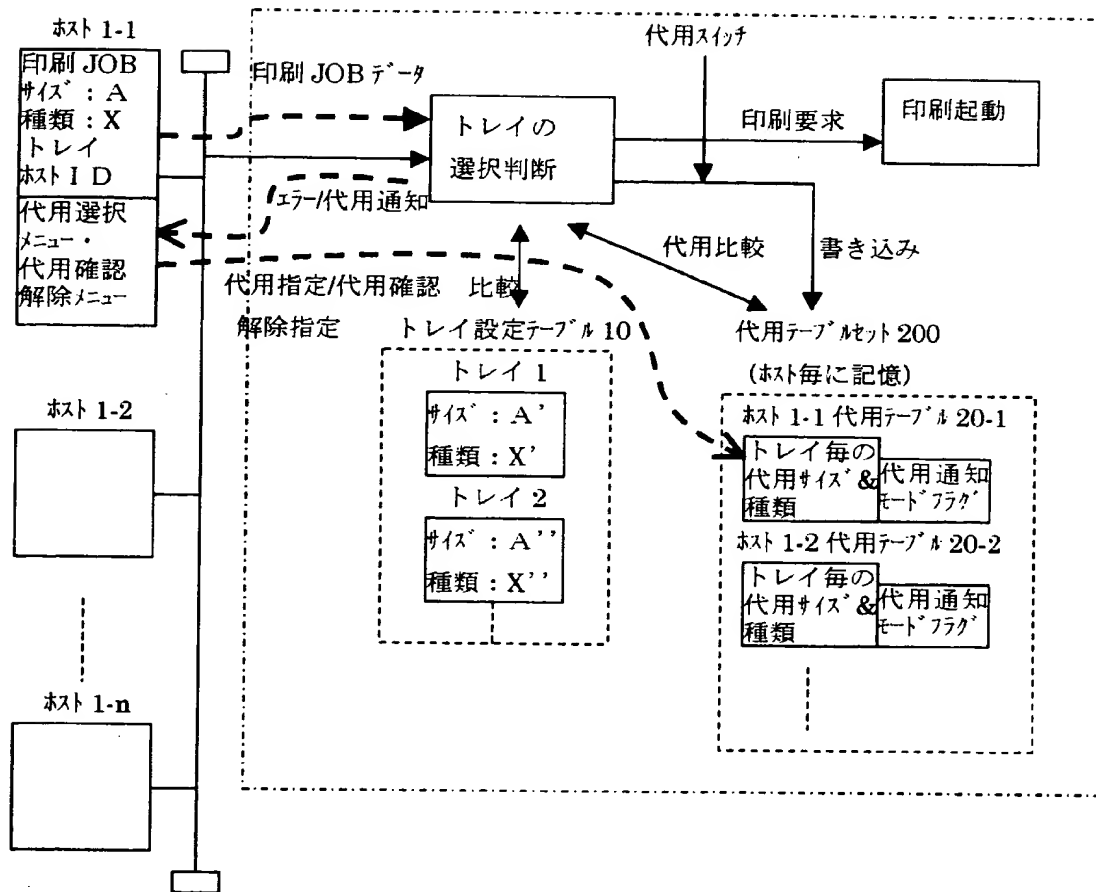 ホスト 1-1
印刷 JOB
サイズ：A
種類：X
トレイ
ホスト I D
代用選択
メニュー・
代用確認
解除メニュー
印刷 JOB データ
エラー/代用通知
代用指定/代用確認
解除指定
トレイの
選択判断
代用スイッチ
印刷要求
印刷起動
比較
代用比較
書き込み
トレイ設定テーブル 10
トレイ 1
サイズ：A'
種類：X'
トレイ 2
サイズ：A''
種類：X''
代用テーブルセット 200
(ホスト毎に記憶)
ホスト 1-1 代用テーブル 20-1
トレイ毎の
代用サイズ&
種類
代用通知
モードフラグ
ホスト 1-2 代用テーブル 20-2
トレイ毎の
代用サイズ&
種類
代用通知
モードフラグ
ホスト 1-2
ホスト 1-n